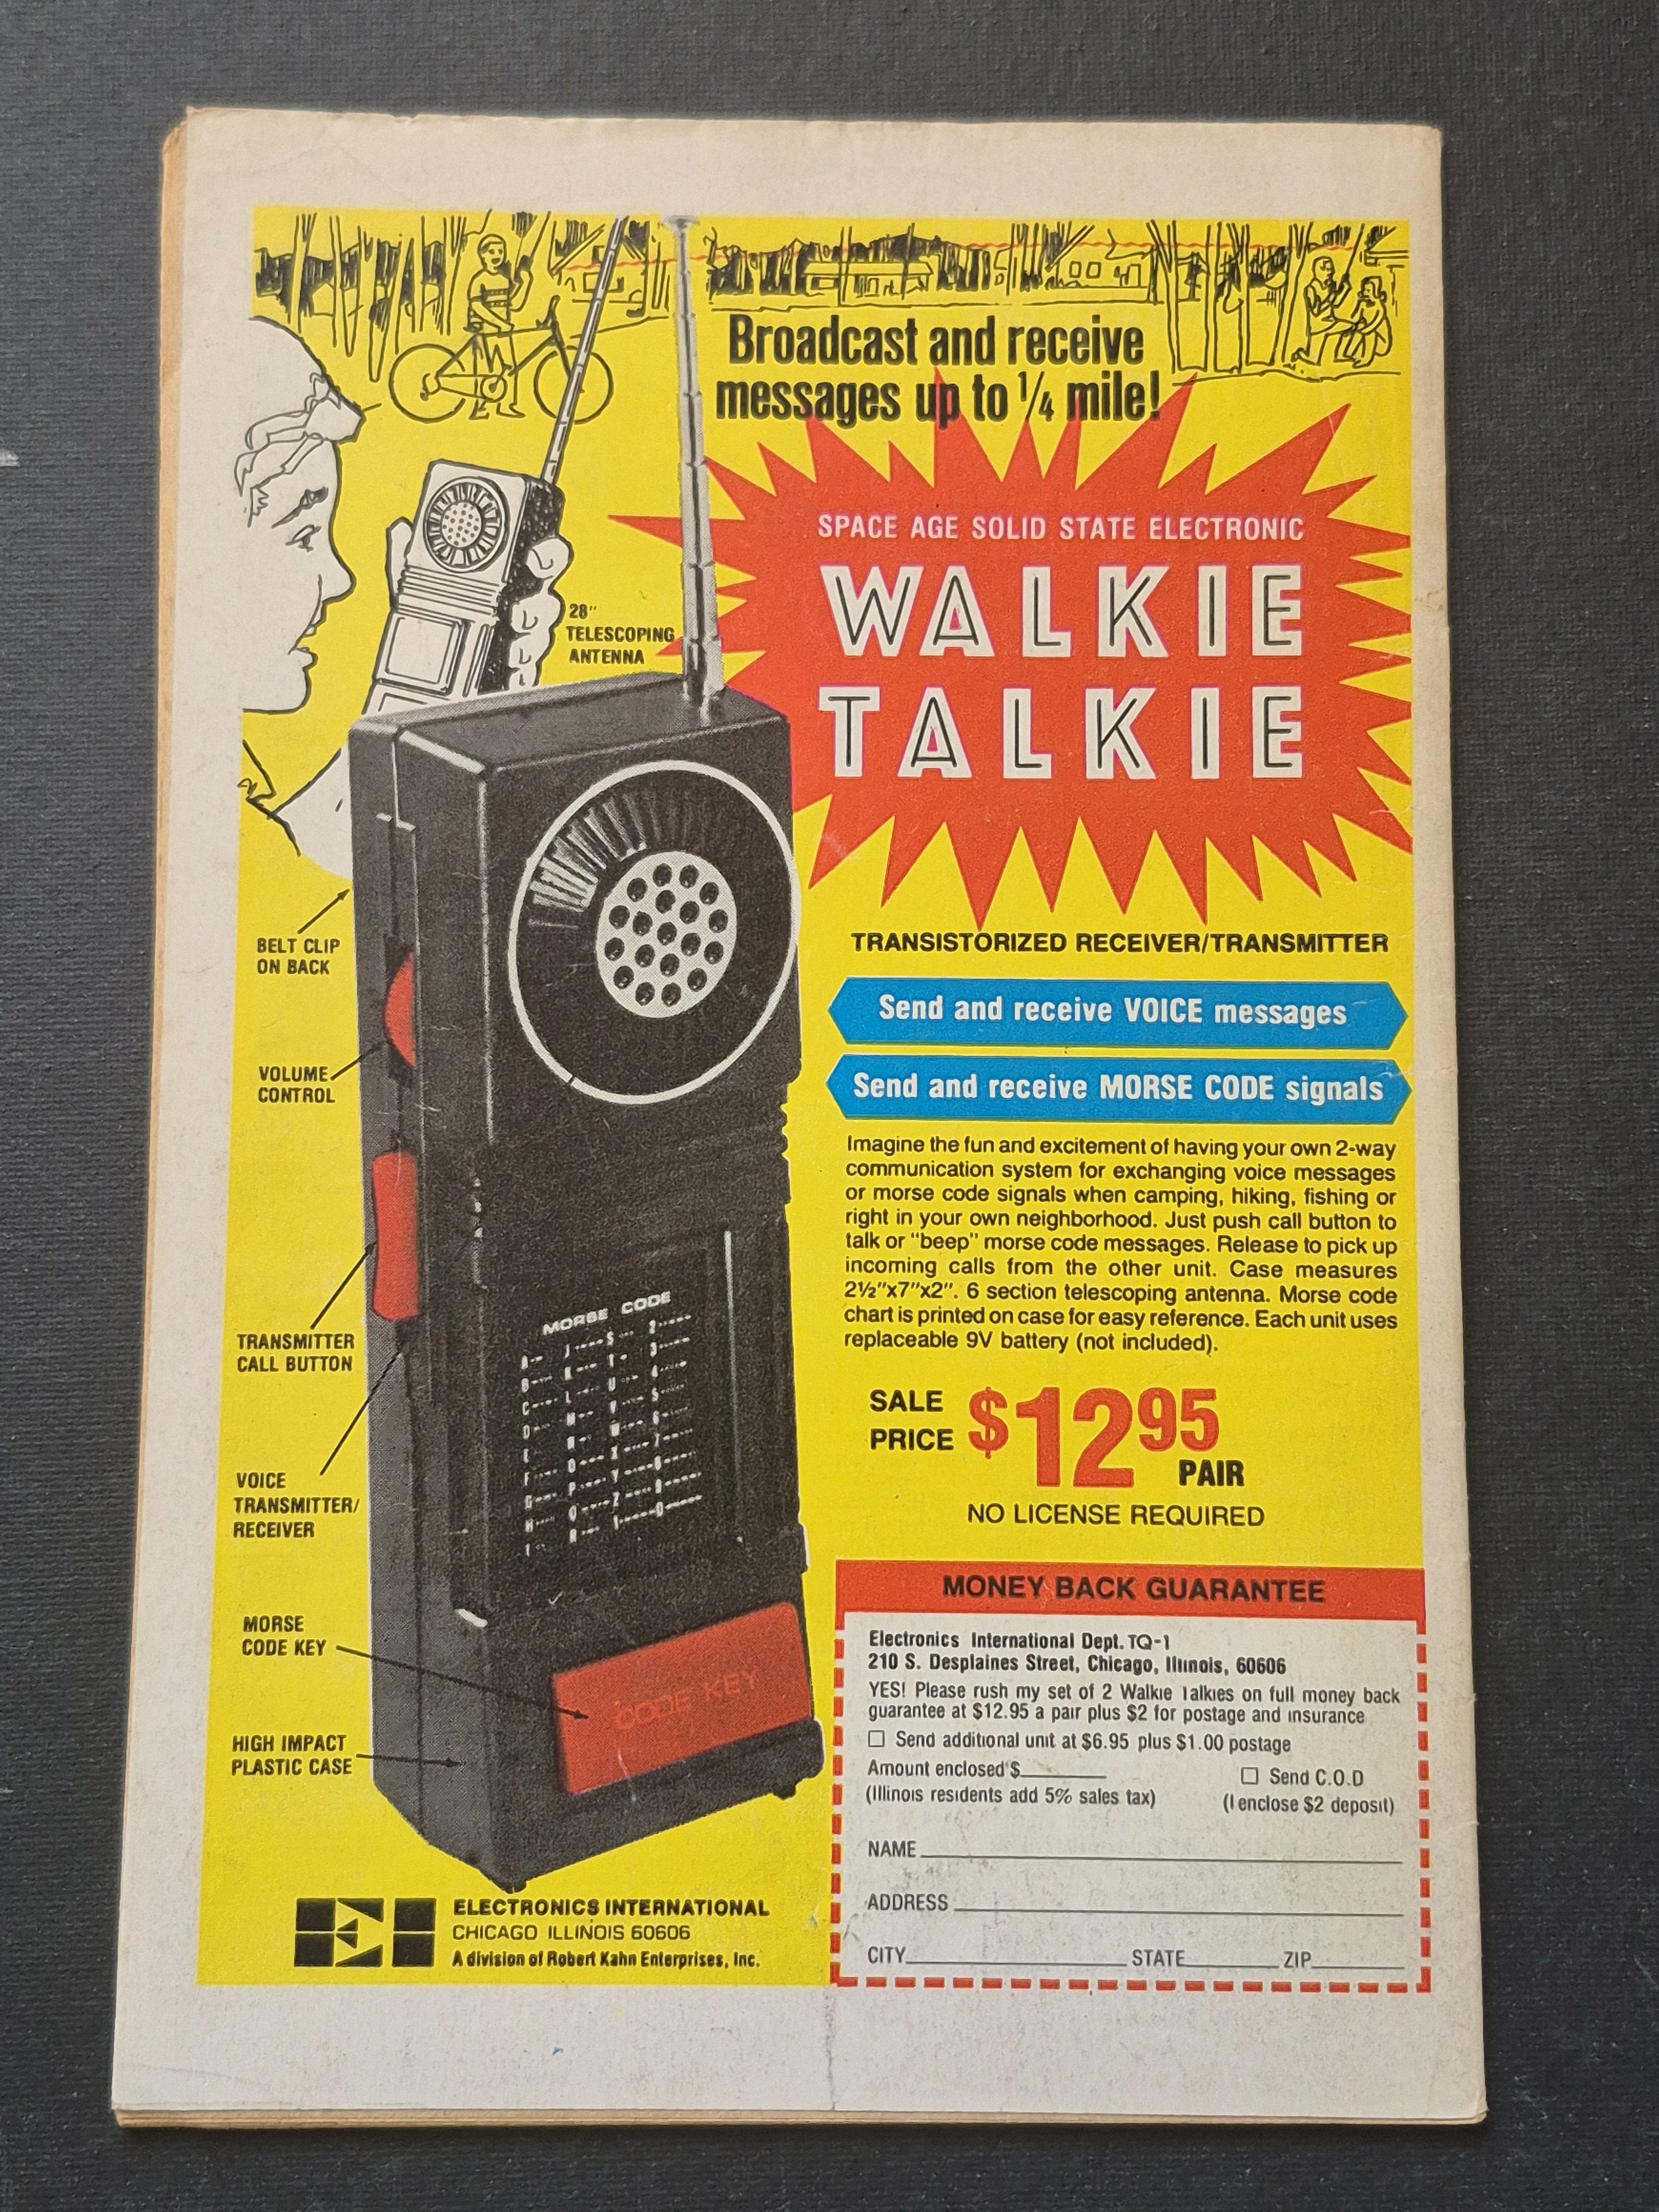 Broadcast and receive
messages up to 1/4 mile!
SPACE AGE SOLID STATE ELECTRONIC
WALKIE
TALKIE
28"
TELESCOPING
ANTENNA
BELT CLIP
ON BACK
VOLUME
CONTROL
TRANSMITTER
CALL BUTTON
VOICE
TRANSMITTER/
RECEIVER
MORSE
CODE KEY
HIGH IMPACT
PLASTIC CASE
MORSE CODE
CODE KEY
TRANSISTORIZED RECEIVER/TRANSMITTER
Send and receive VOICE messages
Send and receive MORSE CODE signals
Imagine the fun and excitement of having your own 2-way
communication system for exchanging voice messages
or morse code signals when camping, hiking, fishing or
right in your own neighborhood. Just push call button to
talk or "beep" morse code messages. Release to pick up
incoming calls from the other unit. Case measures
2½"x7"x2". 6 section telescoping antenna. Morse code
chart is printed on case for easy reference. Each unit uses
replaceable 9V battery (not included).
SALE
PRICE $12 95
PAIR
NO LICENSE REQUIRED
MONEY BACK GUARANTEE
Electronics International Dept. TQ-1
210 S. Desplaines Street, Chicago, Illinois, 60606
YES! Please rush my set of 2 Walkie Talkies on full money back
guarantee at $12.95 a pair plus $2 for postage and insurance
☐ Send additional unit at $6.95 plus $1.00 postage
Amount enclosed $________ ☐ Send C.O.D
(Illinois residents add 5% sales tax) (I enclose $2 deposit)
NAME
ADDRESS
CITY STATE ZIP
ELECTRONICS INTERNATIONAL
CHICAGO ILLINOIS 60606
A division of Robert Kahn Enterprises, Inc.